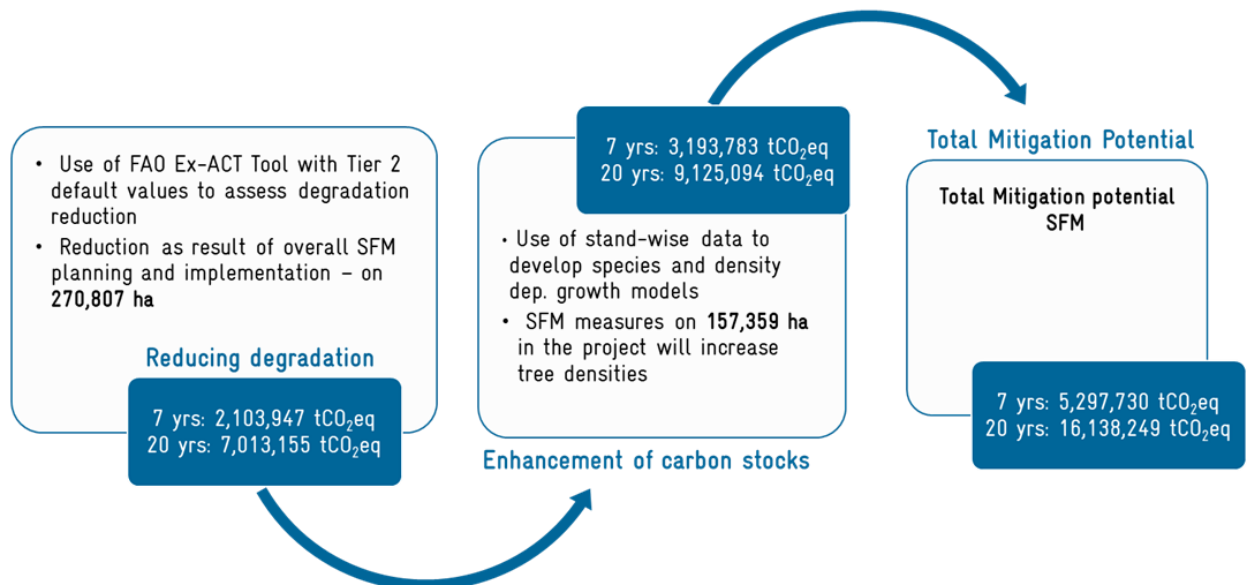 • Use of FAO Ex-ACT Tool with Tier 2
default values to assess degradation
reduction
• Reduction as result of overall SFM
planning and implementation – on
270,807 ha
Reducing degradation
7 yrs: 2,103,947 tCO₂eq
20 yrs: 7,013,155 tCO₂eq
7 yrs: 3,193,783 tCO₂eq
20 yrs: 9,125,094 tCO₂eq
• Use of stand-wise data to
develop species and density
dep. growth models
• SFM measures on 157,359 ha
in the project will increase
tree densities
Enhancement of carbon stocks
Total Mitigation Potential
Total Mitigation potential
SFM
7 yrs: 5,297,730 tCO₂eq
20 yrs: 16,138,249 tCO₂eq